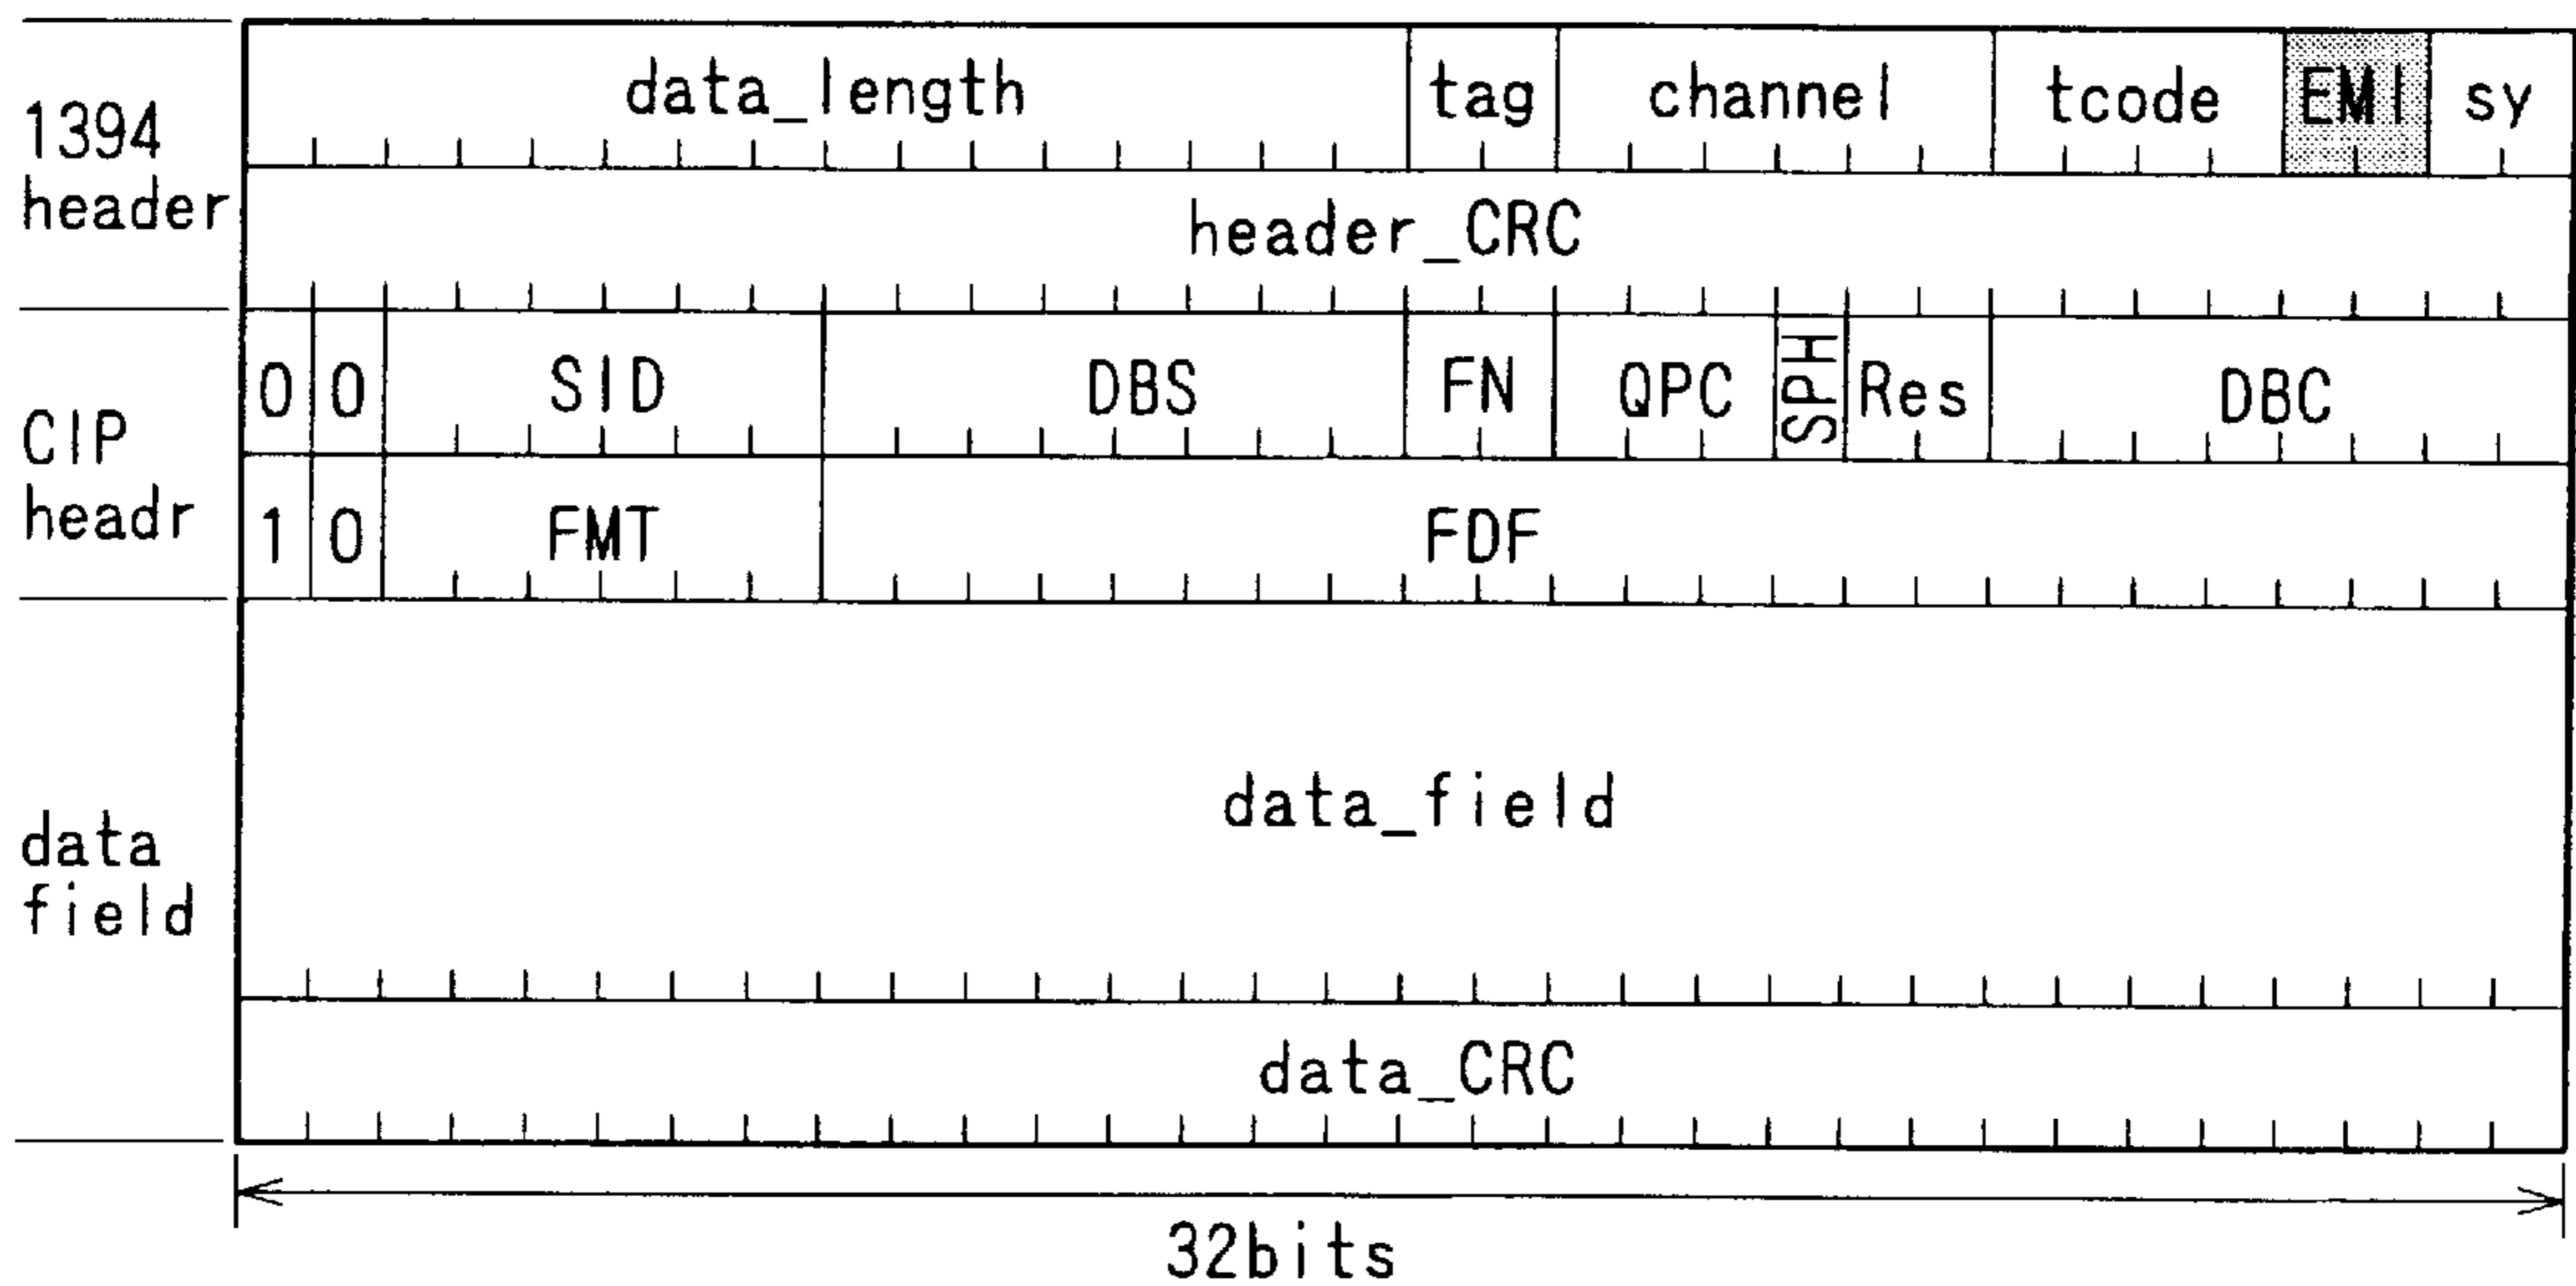 1394 header
data_length tag channel tcode EMI sy
header_CRC
CIP headr
0 0 SID DBS FN QPC SPH Res DBC
1 0 FMT FDF
data field
data_field
data_CRC
32bits